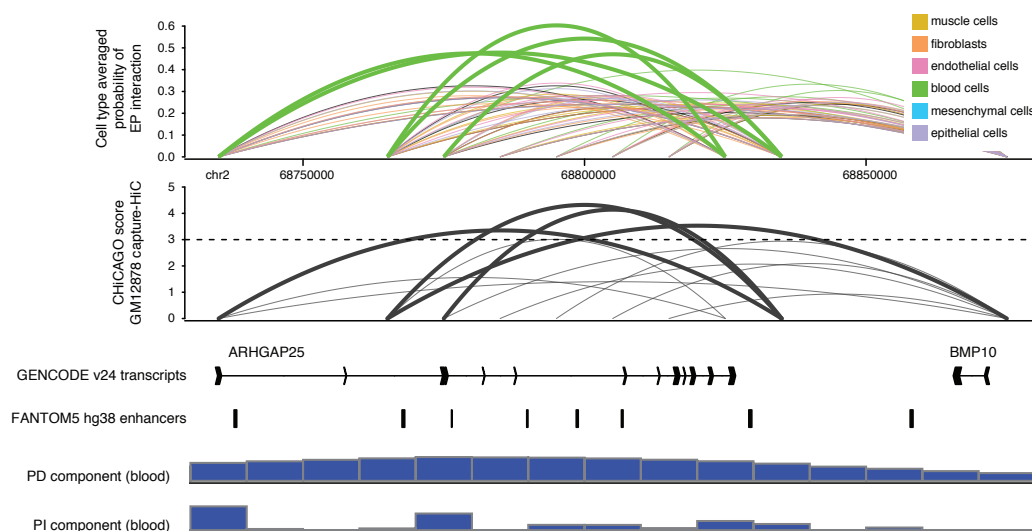 Cell type averaged
probability of
EP interaction
0.6
0.5
0.4
0.3
0.2
0.1
0.0
muscle cells
fibroblasts
endothelial cells
blood cells
mesenchymal cells
epithelial cells
chr2
68750000
68800000
68850000
CHiCAGO score
GM12878 capture-HiC
5
4
3
2
1
0
ARHGAP25
BMP10
GENCODE v24 transcripts
FANTOM5 hg38 enhancers
PD component (blood)
PI component (blood)